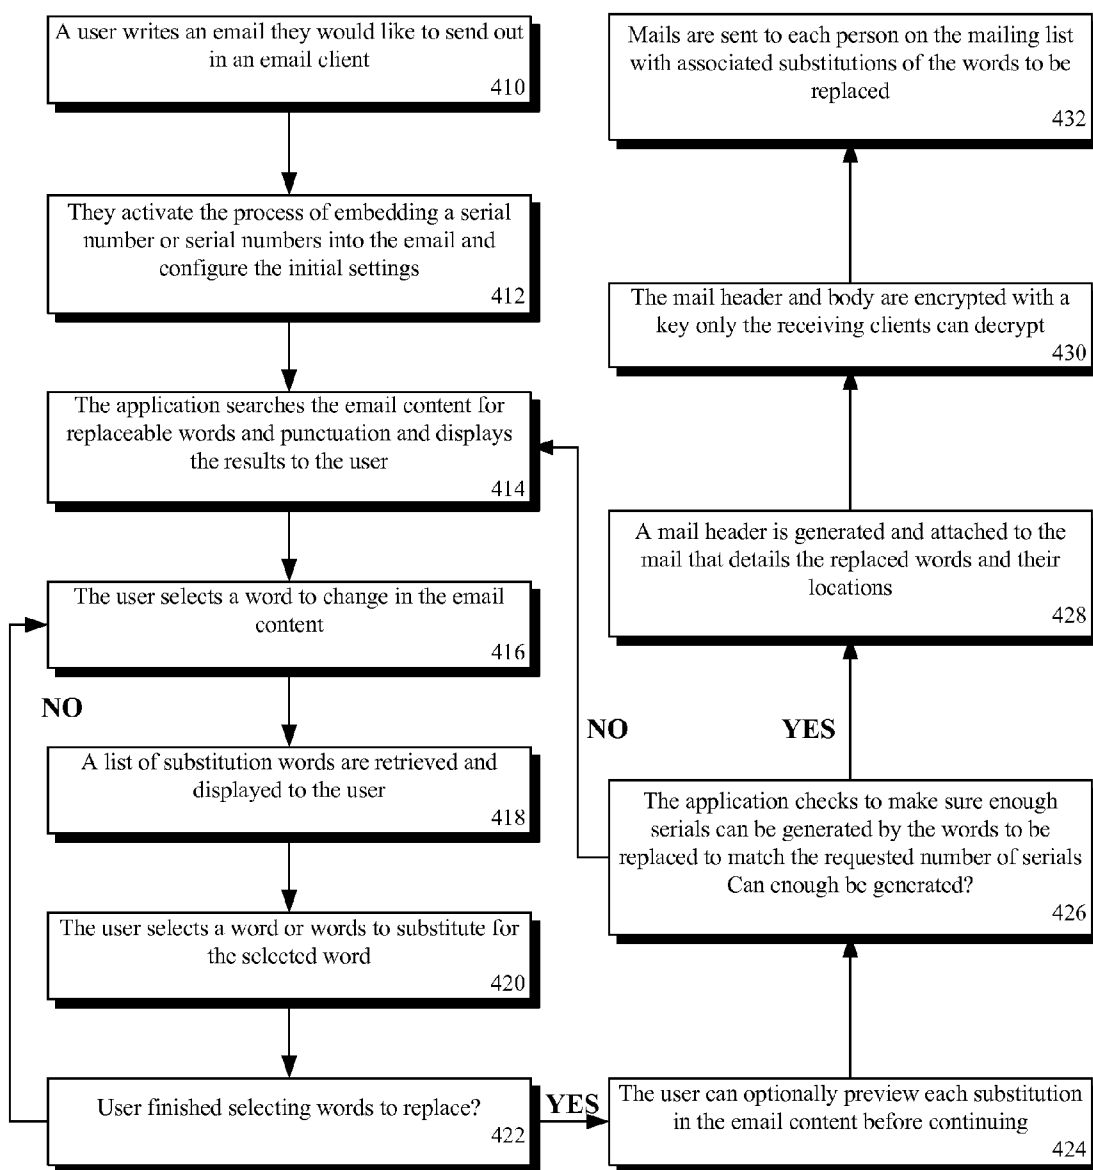 A user writes an email they would like to send out
in an email client
410
They activate the process of embedding a serial
number or serial numbers into the email and
configure the initial settings
412
The application searches the email content for
replaceable words and punctuation and displays
the results to the user
414
The user selects a word to change in the email
content
416
NO
A list of substitution words are retrieved and
displayed to the user
418
The user selects a word or words to substitute for
the selected word
420
User finished selecting words to replace?
422
YES
The user can optionally preview each substitution
in the email content before continuing
424
The application checks to make sure enough
serials can be generated by the words to be
replaced to match the requested number of serials
Can enough be generated?
426
NO
YES
A mail header is generated and attached to the
mail that details the replaced words and their
locations
428
The mail header and body are encrypted with a
key only the receiving clients can decrypt
430
Mails are sent to each person on the mailing list
with associated substitutions of the words to be
replaced
432